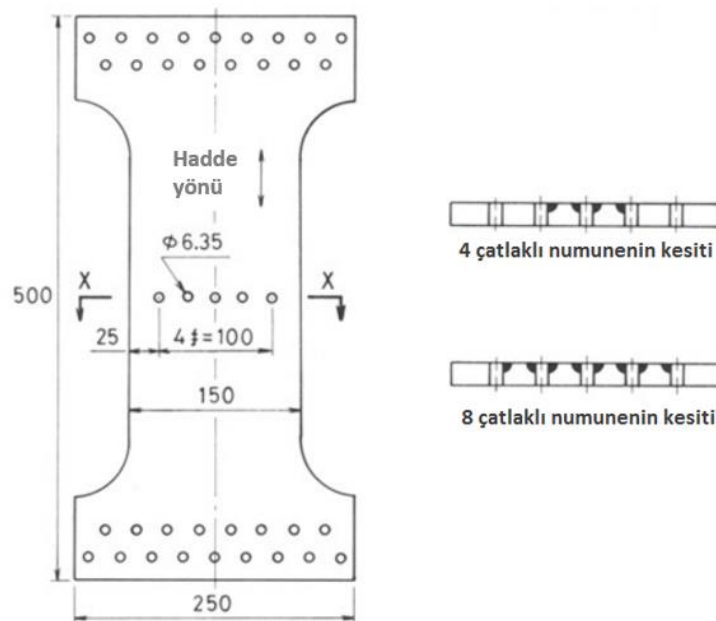 Hadde
yönü
ϕ 6.35
X
X
500
25
4 ɟ=100
150
250
4 çatlaklı numunenin kesiti
8 çatlaklı numunenin kesiti